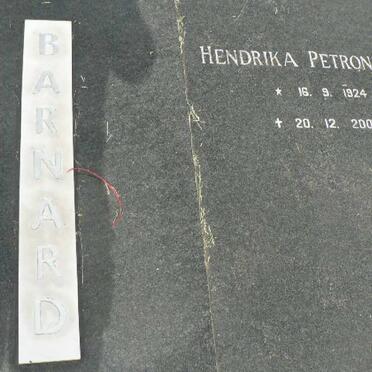 BARNARD
HENDRIKA PETRON
* 16. 9. 1924
✝ 20. 12. 200